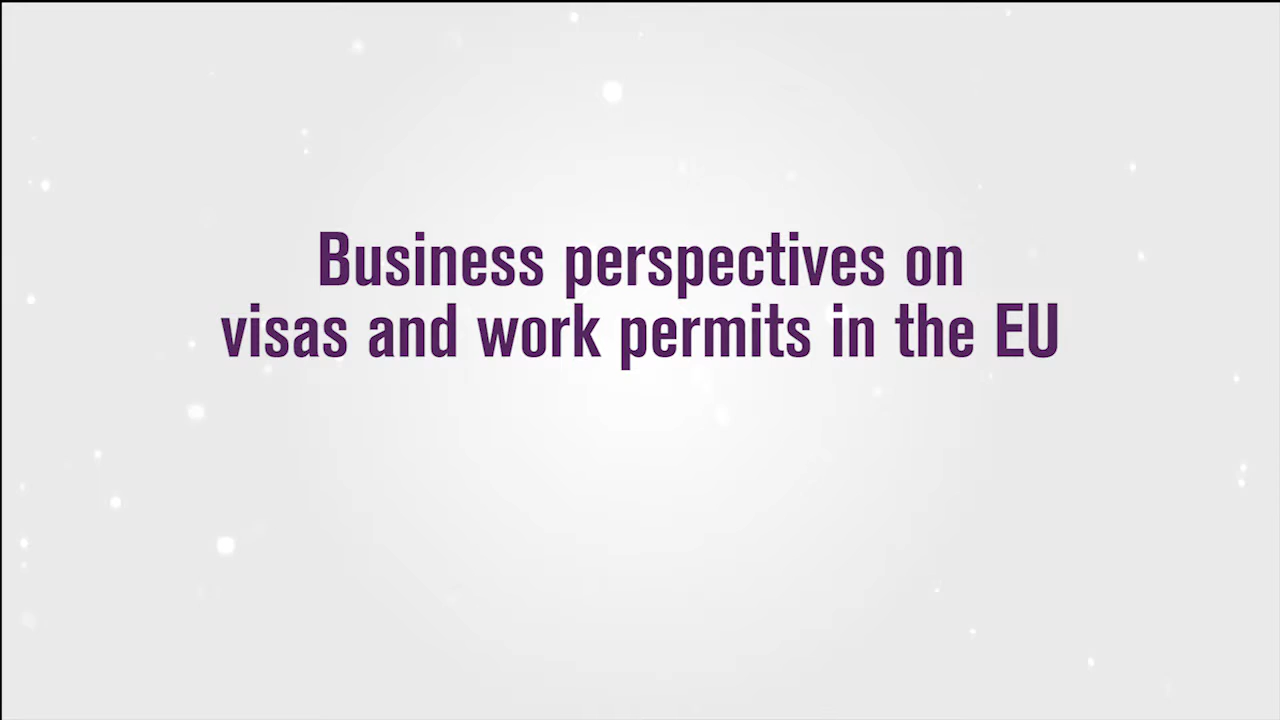 Business perspectives on
visas and work permits in the EU